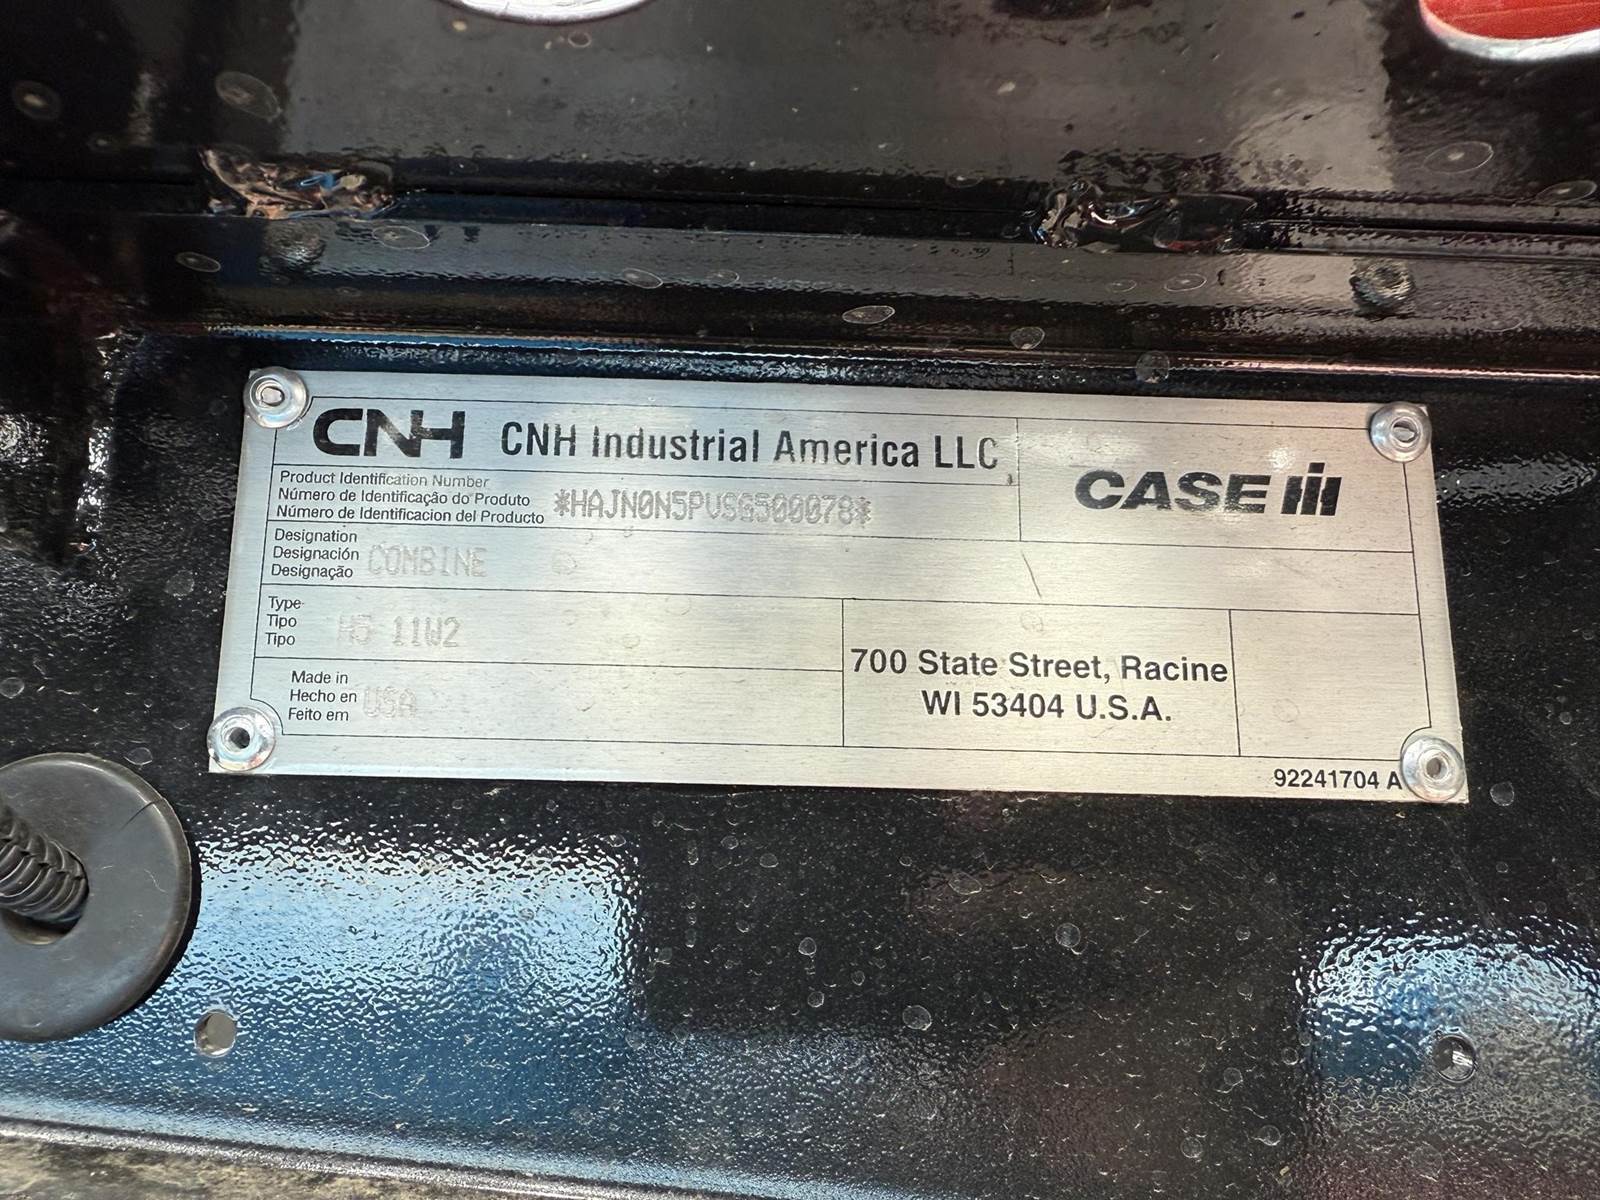 CNH CNH Industrial America LLC
CASE IH
Product Identification Number
Número de Identificação do Produto
Número de Identificacion del Producto
*HAJN0N5PVSG500078*
Designation
Designación
Designação
COMBINE
Type
Tipo
Tipo
11W2
Made in
Hecho en
Feito em
USA
700 State Street, Racine
WI 53404 U.S.A.
92241704 A